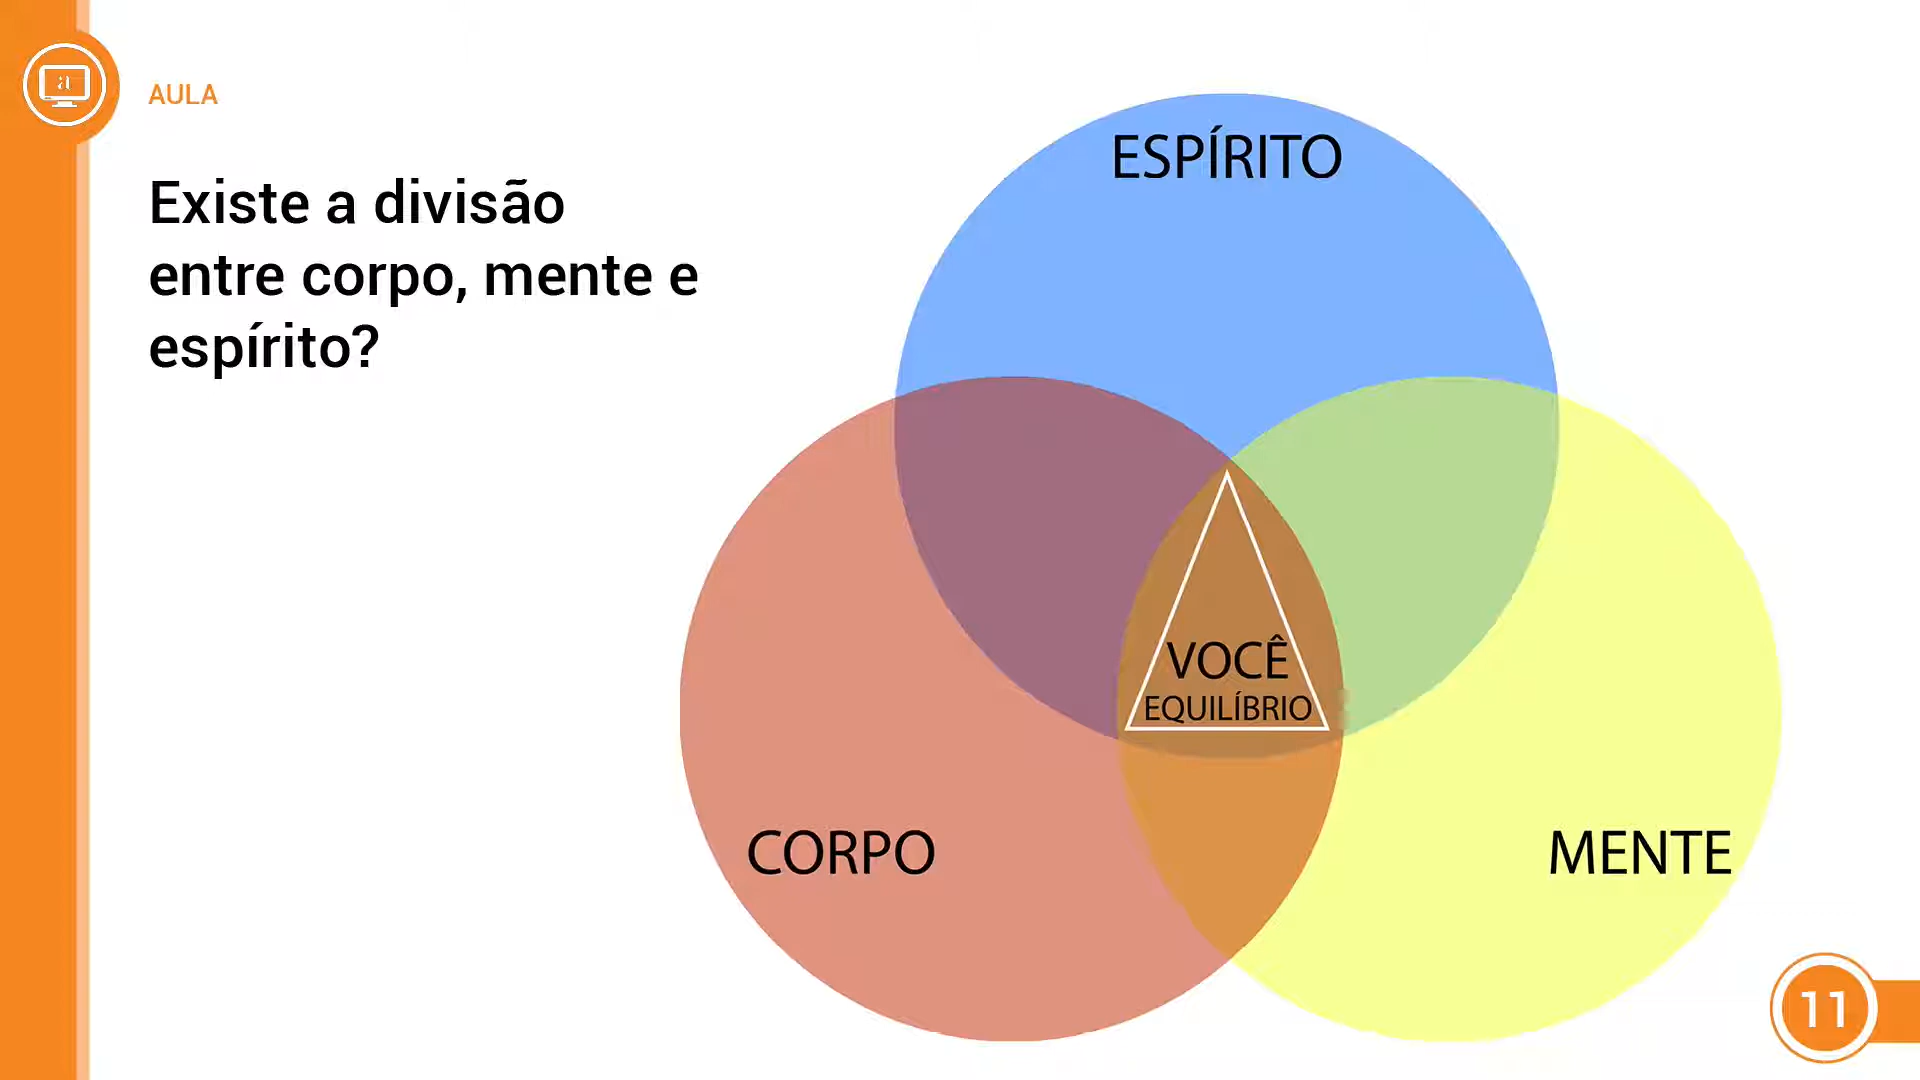 a
AULA
Existe a divisão
entre corpo, mente e
espírito?
ESPÍRITO
VOCÊ
EQUILÍBRIO
CORPO
MENTE
11